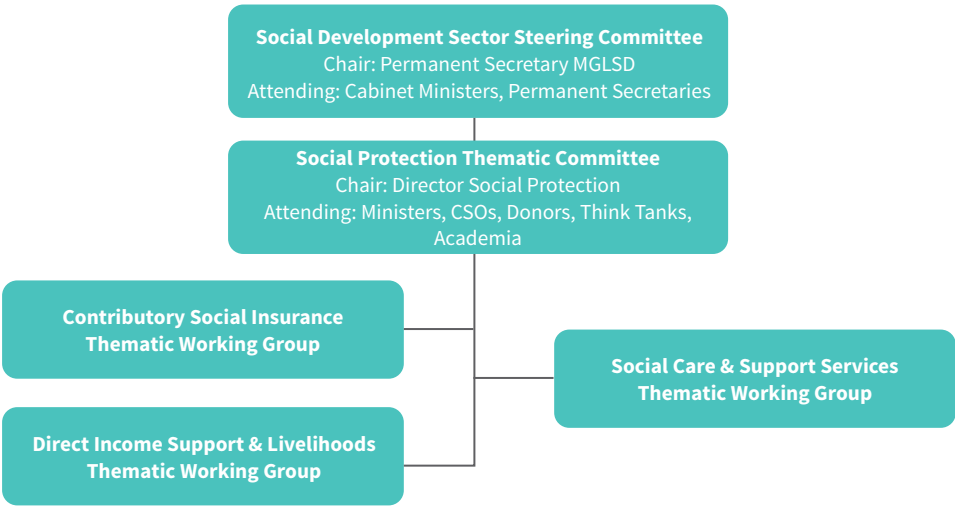 Social Development Sector Steering Committee
Chair: Permanent Secretary MGLSD
Attending: Cabinet Ministers, Permanent Secretaries
Social Protection Thematic Committee
Chair: Director Social Protection
Attending: Ministers, CSOs, Donors, Think Tanks,
Academia
Contributory Social Insurance
Thematic Working Group
Social Care & Support Services
Thematic Working Group
Direct Income Support & Livelihoods
Thematic Working Group